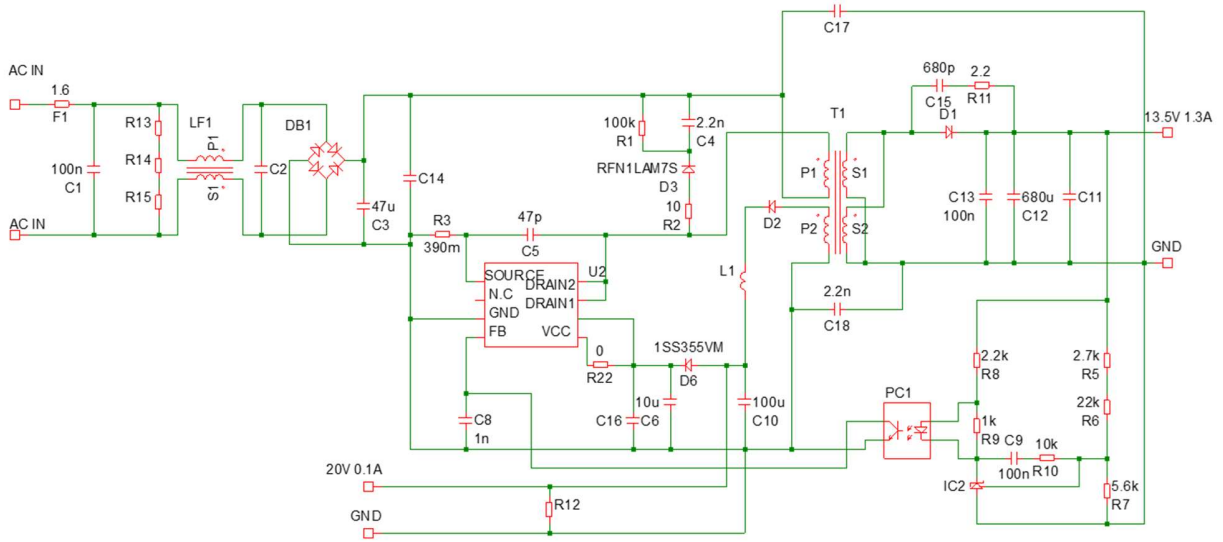 AC IN
1.6
F1
100n
C1
R13
R14
R15
LF1
P1
S1
C2
DB1
47u
C3
C14
R3
390m
47p
C5
100k
R1
2.2n
C4
RFN1LAM7S
D3
10
R2
C17
T1
P1
S1
P2
S2
D2
L1
680p
C15
2.2
R11
D1
13.5V 1.3A
C13
100n
680u
C12
C11
GND
AC IN
SOURCE
U2
DRAIN2
N.C
DRAIN1
GND
FB
VCC
0
R22
1SS355VM
D6
10u
C16
C6
100u
C10
C8
1n
2.2n
C18
PC1
2.2k
R8
1k
R9
C9
100n
10k
R10
2.7k
R5
22k
R6
5.6k
R7
IC2
20V 0.1A
R12
GND